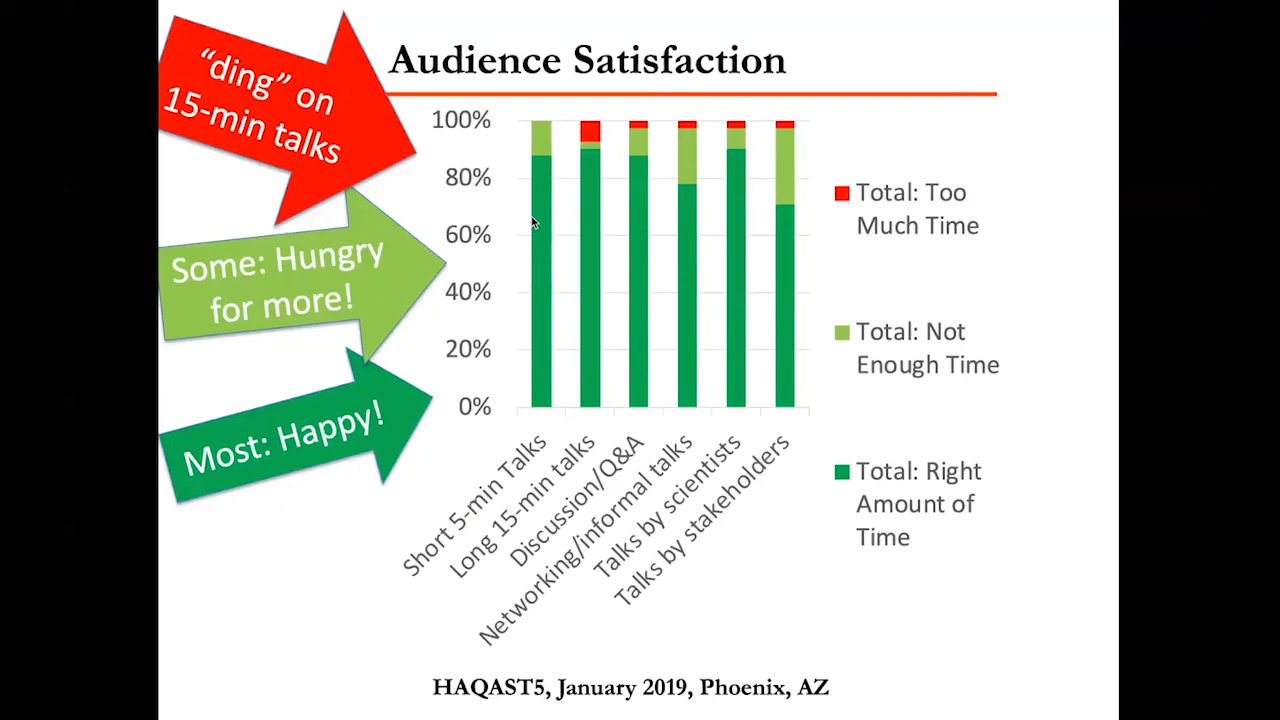 Audience Satisfaction
“ding” on
15-min talks
Some: Hungry
for more!
Most: Happy!
100%
80%
60%
40%
20%
0%
Short 5-min Talks
Long 15-min talks
Discussion/Q&A
Networking/informal talks
Talks by scientists
Talks by stakeholders
Total: Too
Much Time
Total: Not
Enough Time
Total: Right
Amount of
Time
HAQAST5, January 2019, Phoenix, AZ